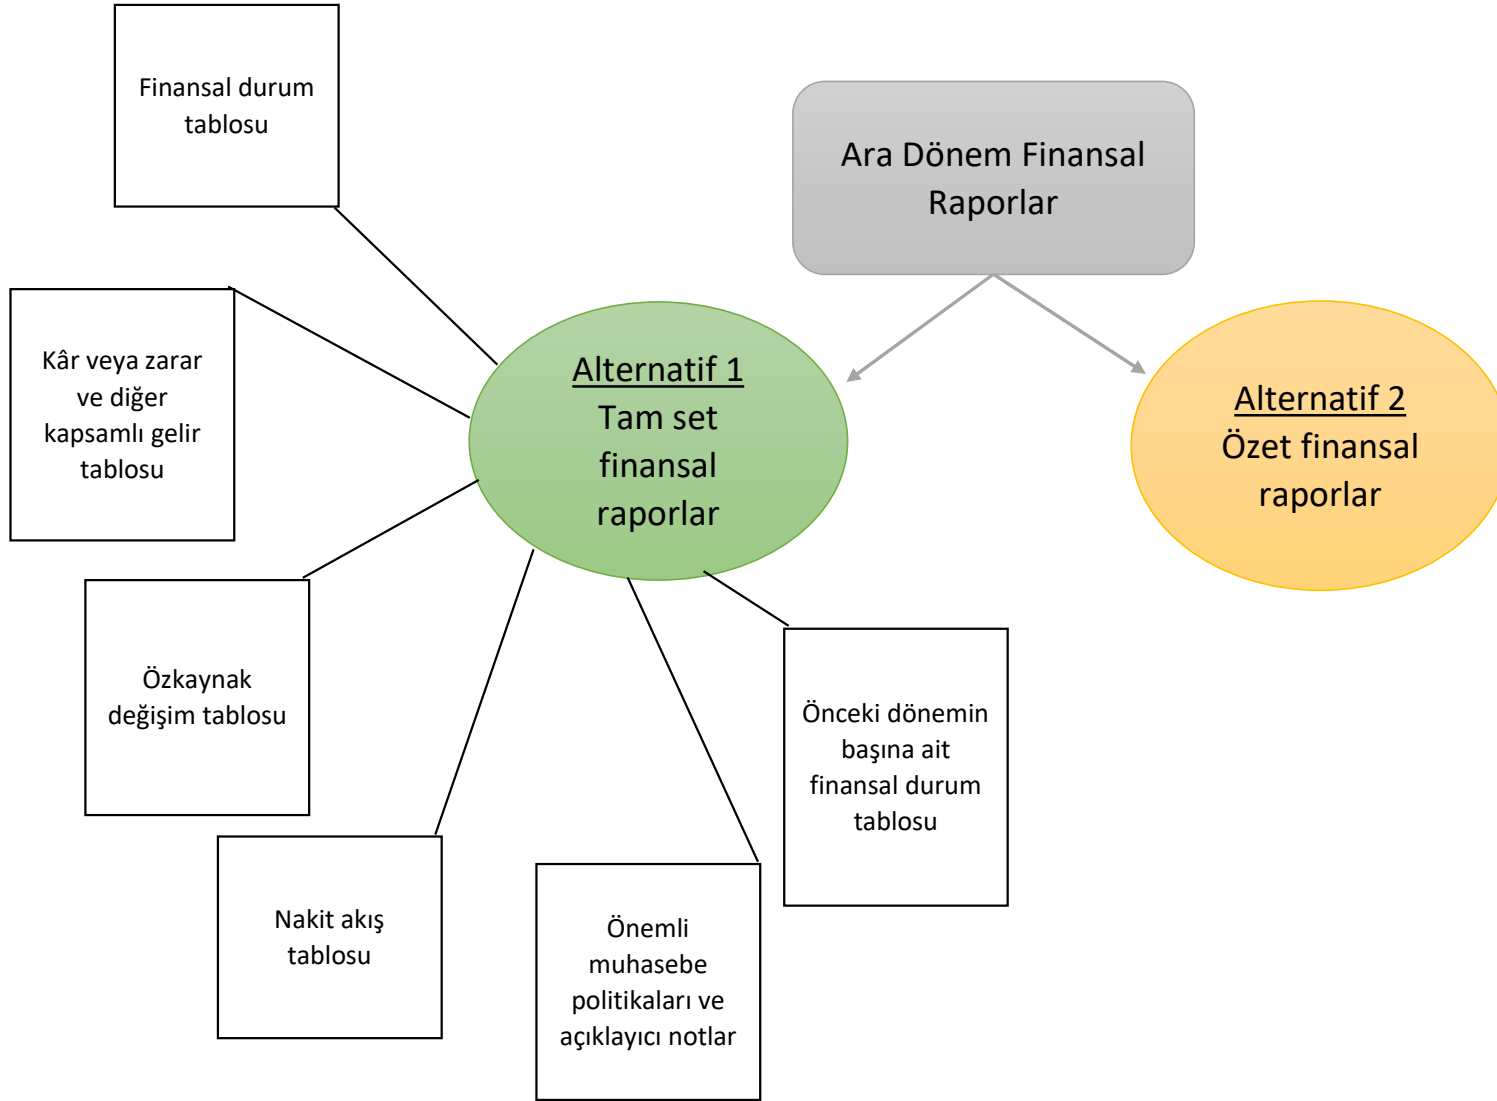 Finansal durum
tablosu
Ara Dönem Finansal
Raporlar
Kâr veya zarar
ve diğer
kapsamlı gelir
tablosu
Alternatif 1
Tam set
finansal
raporlar
Alternatif 2
Özet finansal
raporlar
Özkaynak
değişim tablosu
Önceki dönemin
başına ait
finansal durum
tablosu
Nakit akış
tablosu
Önemli
muhasebe
politikaları ve
açıklayıcı notlar